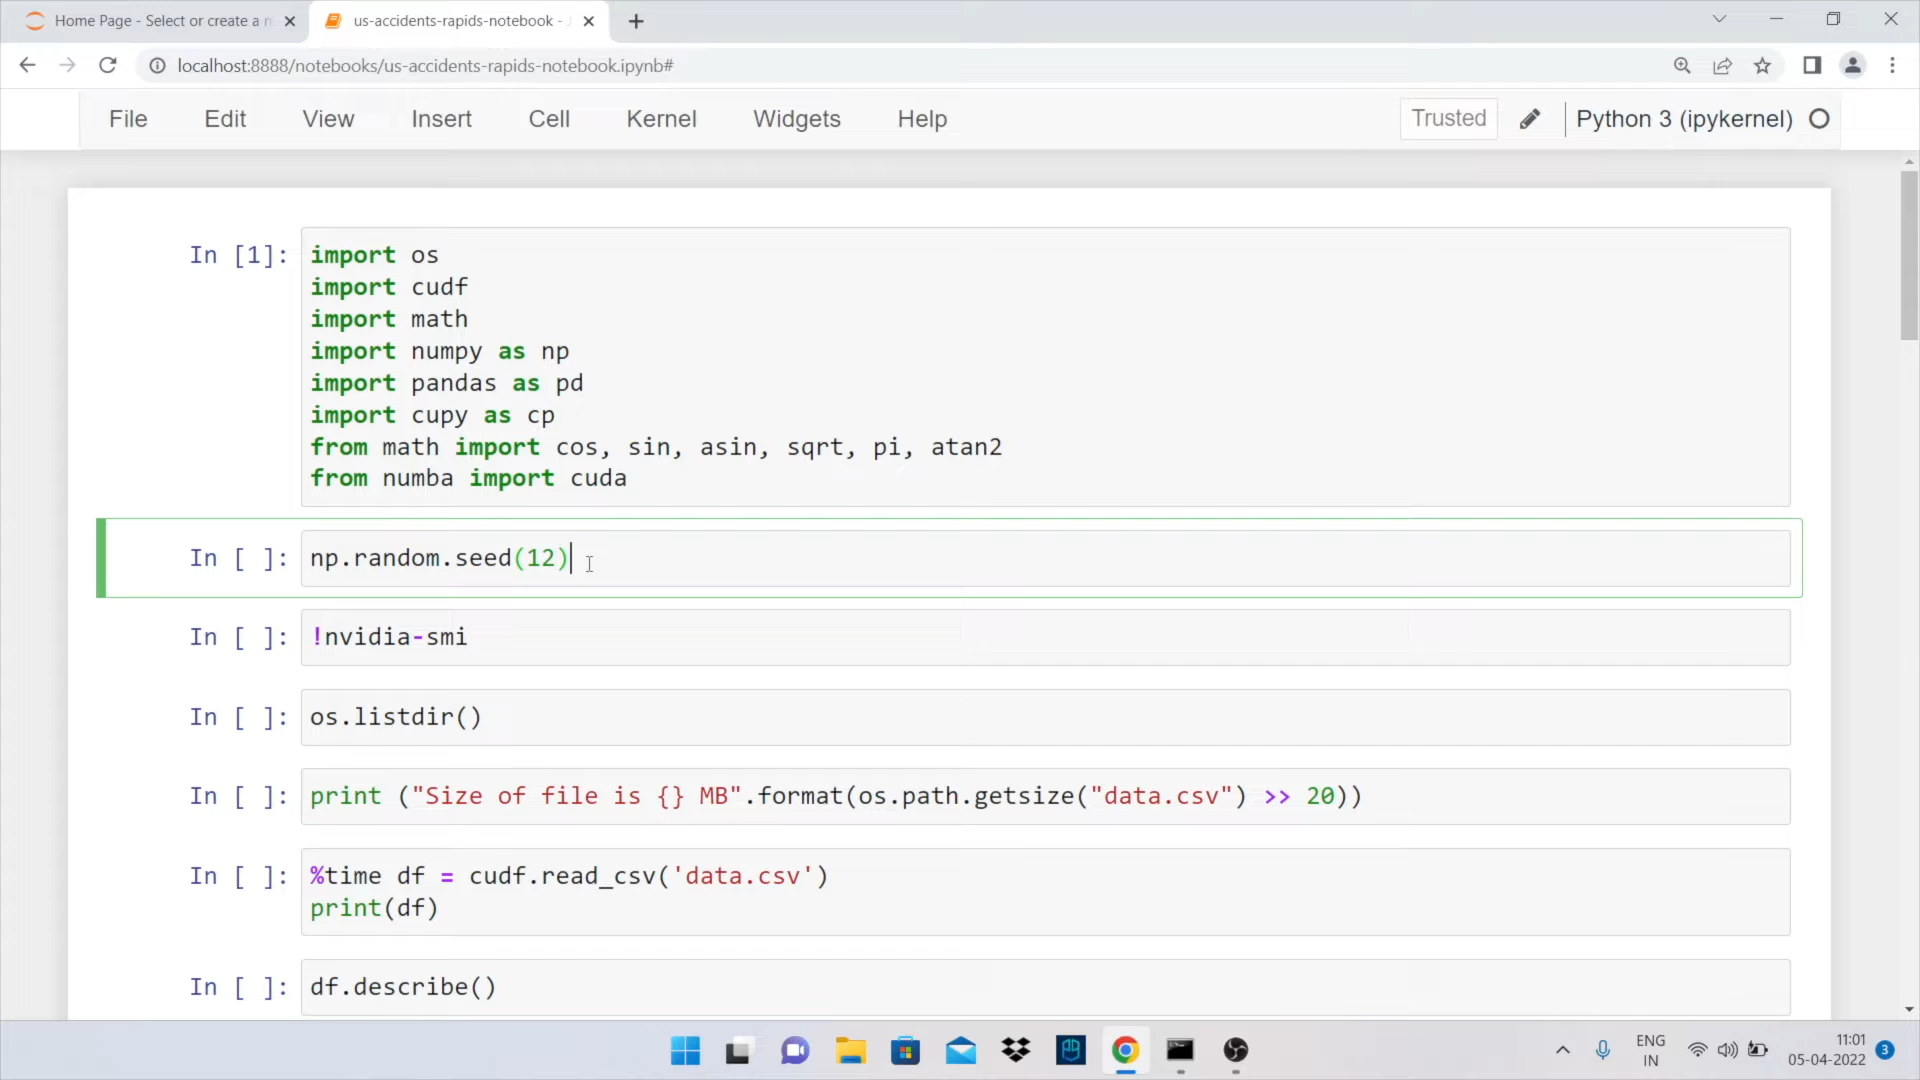 Home Page - Select or create a n
us-accidents-rapids-notebook - J
localhost:8888/notebooks/us-accidents-rapids-notebook.ipynb#
File Edit View Insert Cell Kernel Widgets Help
Trusted Python 3 (ipykernel)
In [1]: import os
import cudf
import math
import numpy as np
import pandas as pd
import cupy as cp
from math import cos, sin, asin, sqrt, pi, atan2
from numba import cuda
In [ ]: np.random.seed(12)
In [ ]: !nvidia-smi
In [ ]: os.listdir()
In [ ]: print ("Size of file is {} MB".format(os.path.getsize("data.csv") >> 20))
In [ ]: %time df = cudf.read_csv('data.csv')
print(df)
In [ ]: df.describe()
ENG
IN
11:01
05-04-2022
3